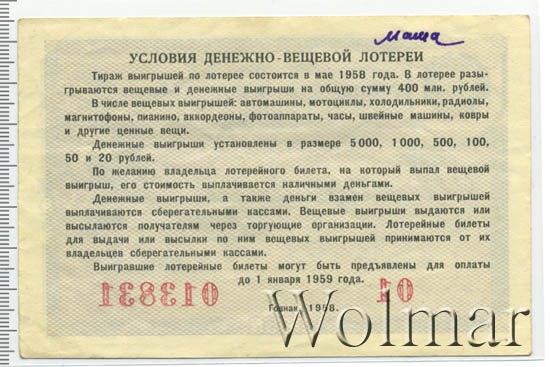 Маша
УСЛОВИЯ ДЕНЕЖНО-ВЕЩЕВОЙ ЛОТЕРЕИ
Тираж выигрышей по лотерее состоится в мае 1958 года. В лотерее разы-
грываются вещевые и денежные выигрыши на общую сумму 400 млн. рублей.
В числе вещевых выигрышей: автомашины, мотоциклы, холодильники, радиолы,
магнитофоны, пианино, аккордеоны, фотоаппараты, часы, швейные машины, ковры
и другие ценные вещи.
Денежные выигрыши установлены в размере 5 000, 1 000, 500, 100,
50 и 20 рублей.
По желанию владельца лотерейного билета, на который выпал вещевой
выигрыш, его стоимость выплачивается наличными деньгами.
Денежные выигрыши, а также деньги взамен вещевых выигрышей
выплачиваются сберегательными кассами. Вещевые выигрыши выдаются или
высылаются получателям через торгующие организации. Лотерейные билеты
для выдачи или высылки по ним вещевых выигрышей принимаются от их
владельцев сберегательными кассами.
Выигравшие лотерейные билеты могут быть предъявлены для оплаты
до 1 января 1959 года.
013831
01
Гознак. 1958.
Wolmar